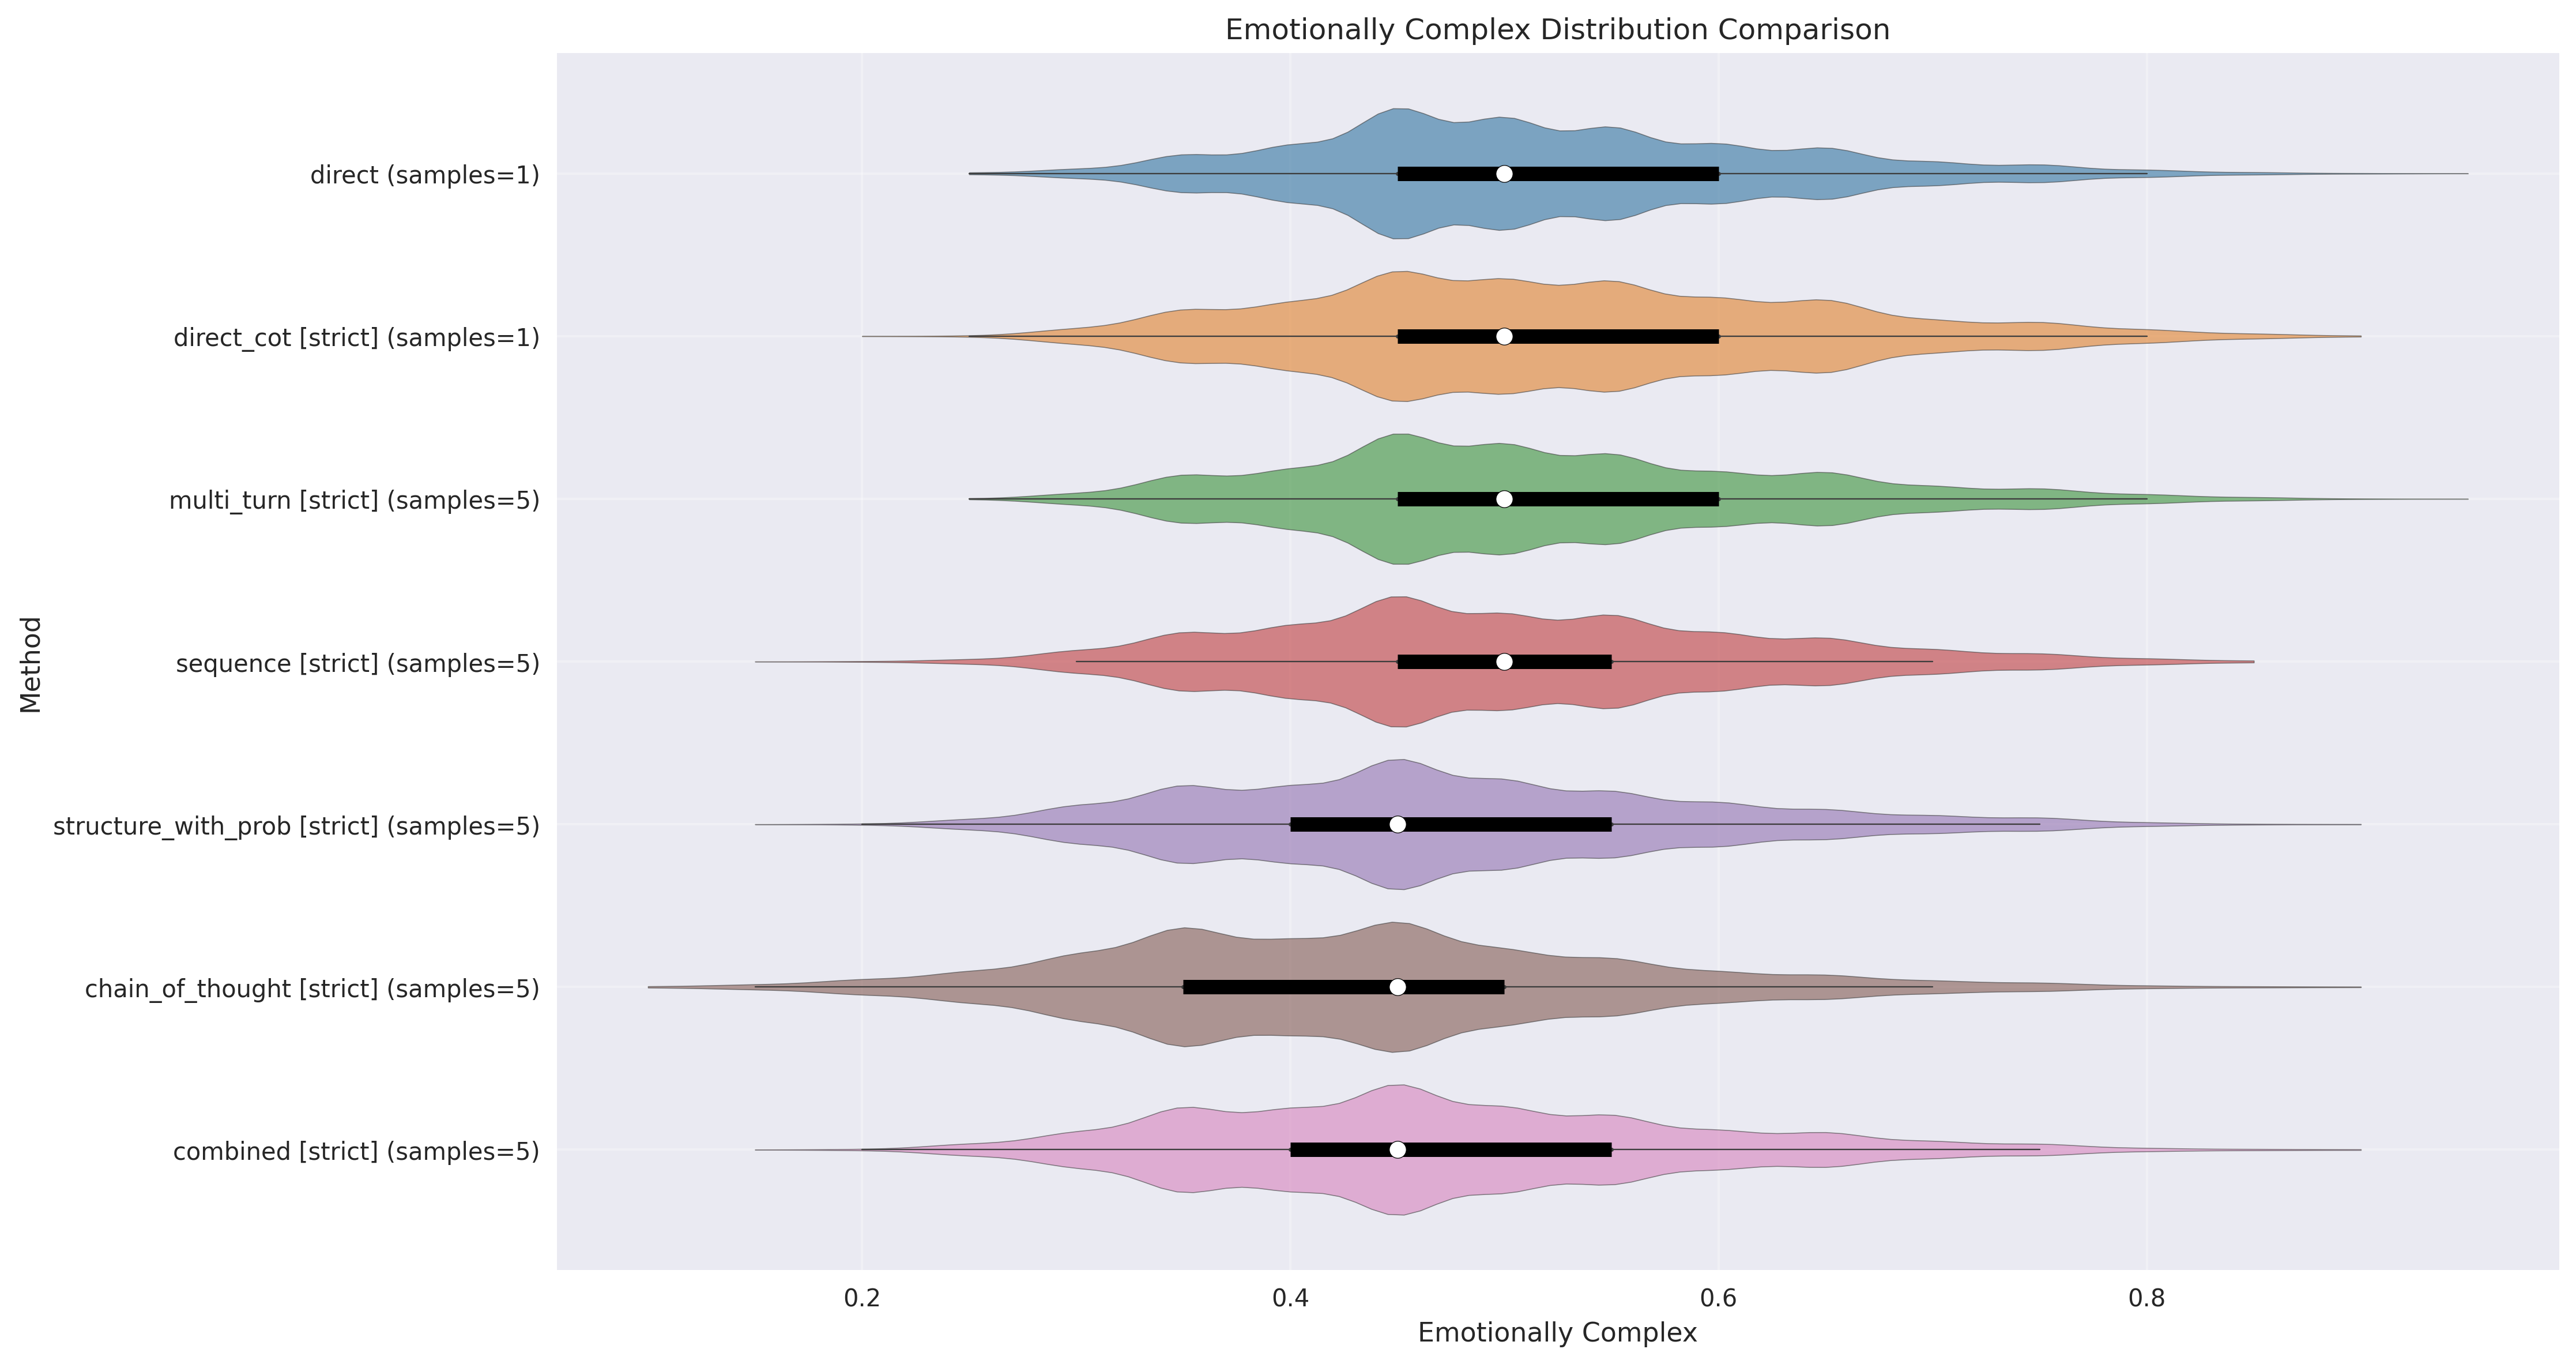 Emotionally Complex Distribution Comparison
Method
direct (samples=1)
direct_cot [strict] (samples=1)
multi_turn [strict] (samples=5)
sequence [strict] (samples=5)
structure_with_prob [strict] (samples=5)
chain_of_thought [strict] (samples=5)
combined [strict] (samples=5)
0.2 0.4 0.6 0.8
Emotionally Complex